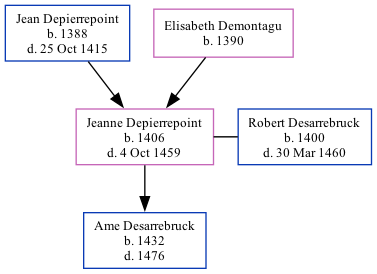 Jean Depierrepoint
b. 1388
d. 25 Oct 1415
Elisabeth Demontagu
b. 1390
Jeanne Depierrepoint
b. 1406
d. 4 Oct 1459
Robert Desarrebruck
b. 1400
d. 30 Mar 1460
Ame Desarrebruck
b. 1432
d. 1476